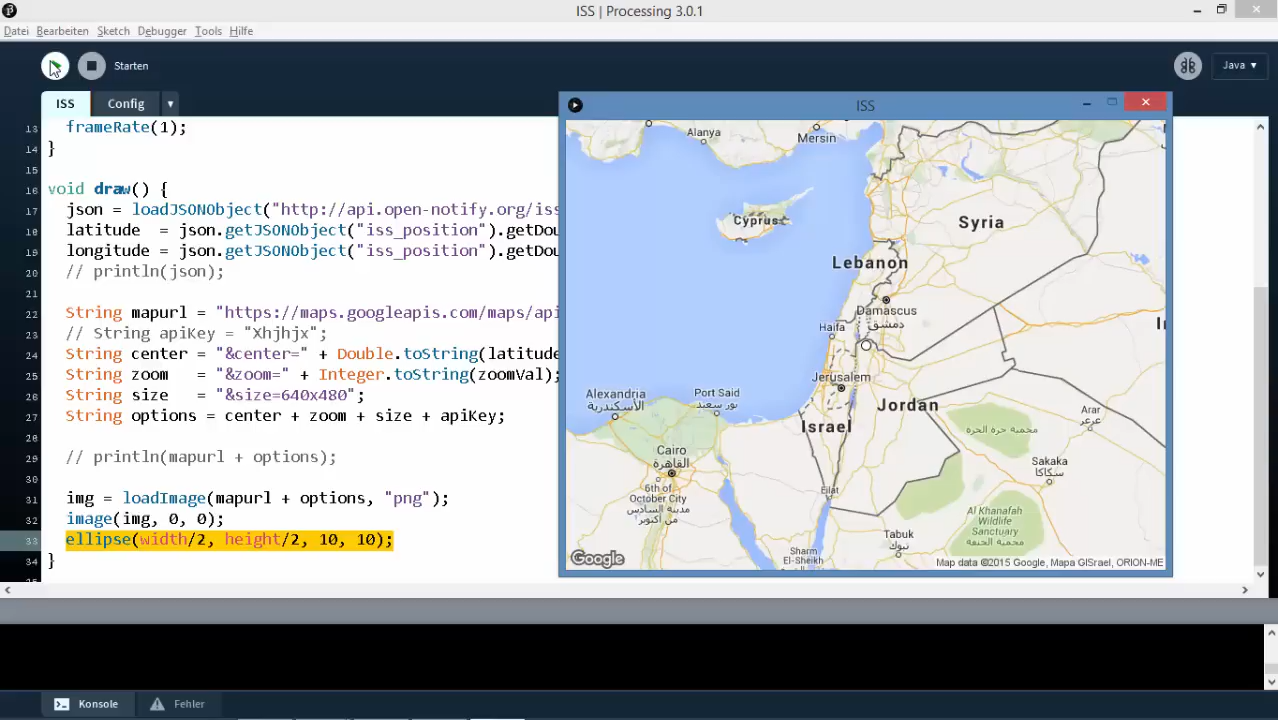 ISS | Processing 3.0.1
Datei Bearbeiten Sketch Debugger Tools Hilfe
Starten
Java
ISS Config
13 frameRate(1);
14 }
15
16 void draw() {
17 json = loadJSONObject("http://api.open-notify.org/iss
18 latitude = json.getJSONObject("iss_position").getDou
19 longitude = json.getJSONObject("iss_position").getDou
20 // println(json);
21
22 String mapurl = "https://maps.googleapis.com/maps/api
23 // String apiKey = "Xhjhjx";
24 String center = "&center=" + Double.toString(latitude
25 String zoom = "&zoom=" + Integer.toString(zoomVal);
26 String size = "&size=640x480";
27 String options = center + zoom + size + apiKey;
28
29 // println(mapurl + options);
30
31 img = loadImage(mapurl + options, "png");
32 image(img, 0, 0);
33 ellipse(width/2, height/2, 10, 10);
34 }
ISS
Alanya
Mersin
Cyprus
Syria
Lebanon
Damascus
دمشق
Haifa
Jerusalem
Alexandria
الأسكندرية
Port Said
بور سعيد
Jordan
Israel
Arar
عرعر
محمية حرة الحرة
Cairo
القاهرة
Sakaka
سكاكا
6th of
October City
مدينة السادس
من اكتوبر
Eilat
Al Khanafah
Wildlife
Sanctuary
محمية الخنفة
Tabuk
تبوك
Sharm
El-Sheikh
Google
Map data ©2015 Google, Mapa GISrael, ORION-ME
Konsole Fehler